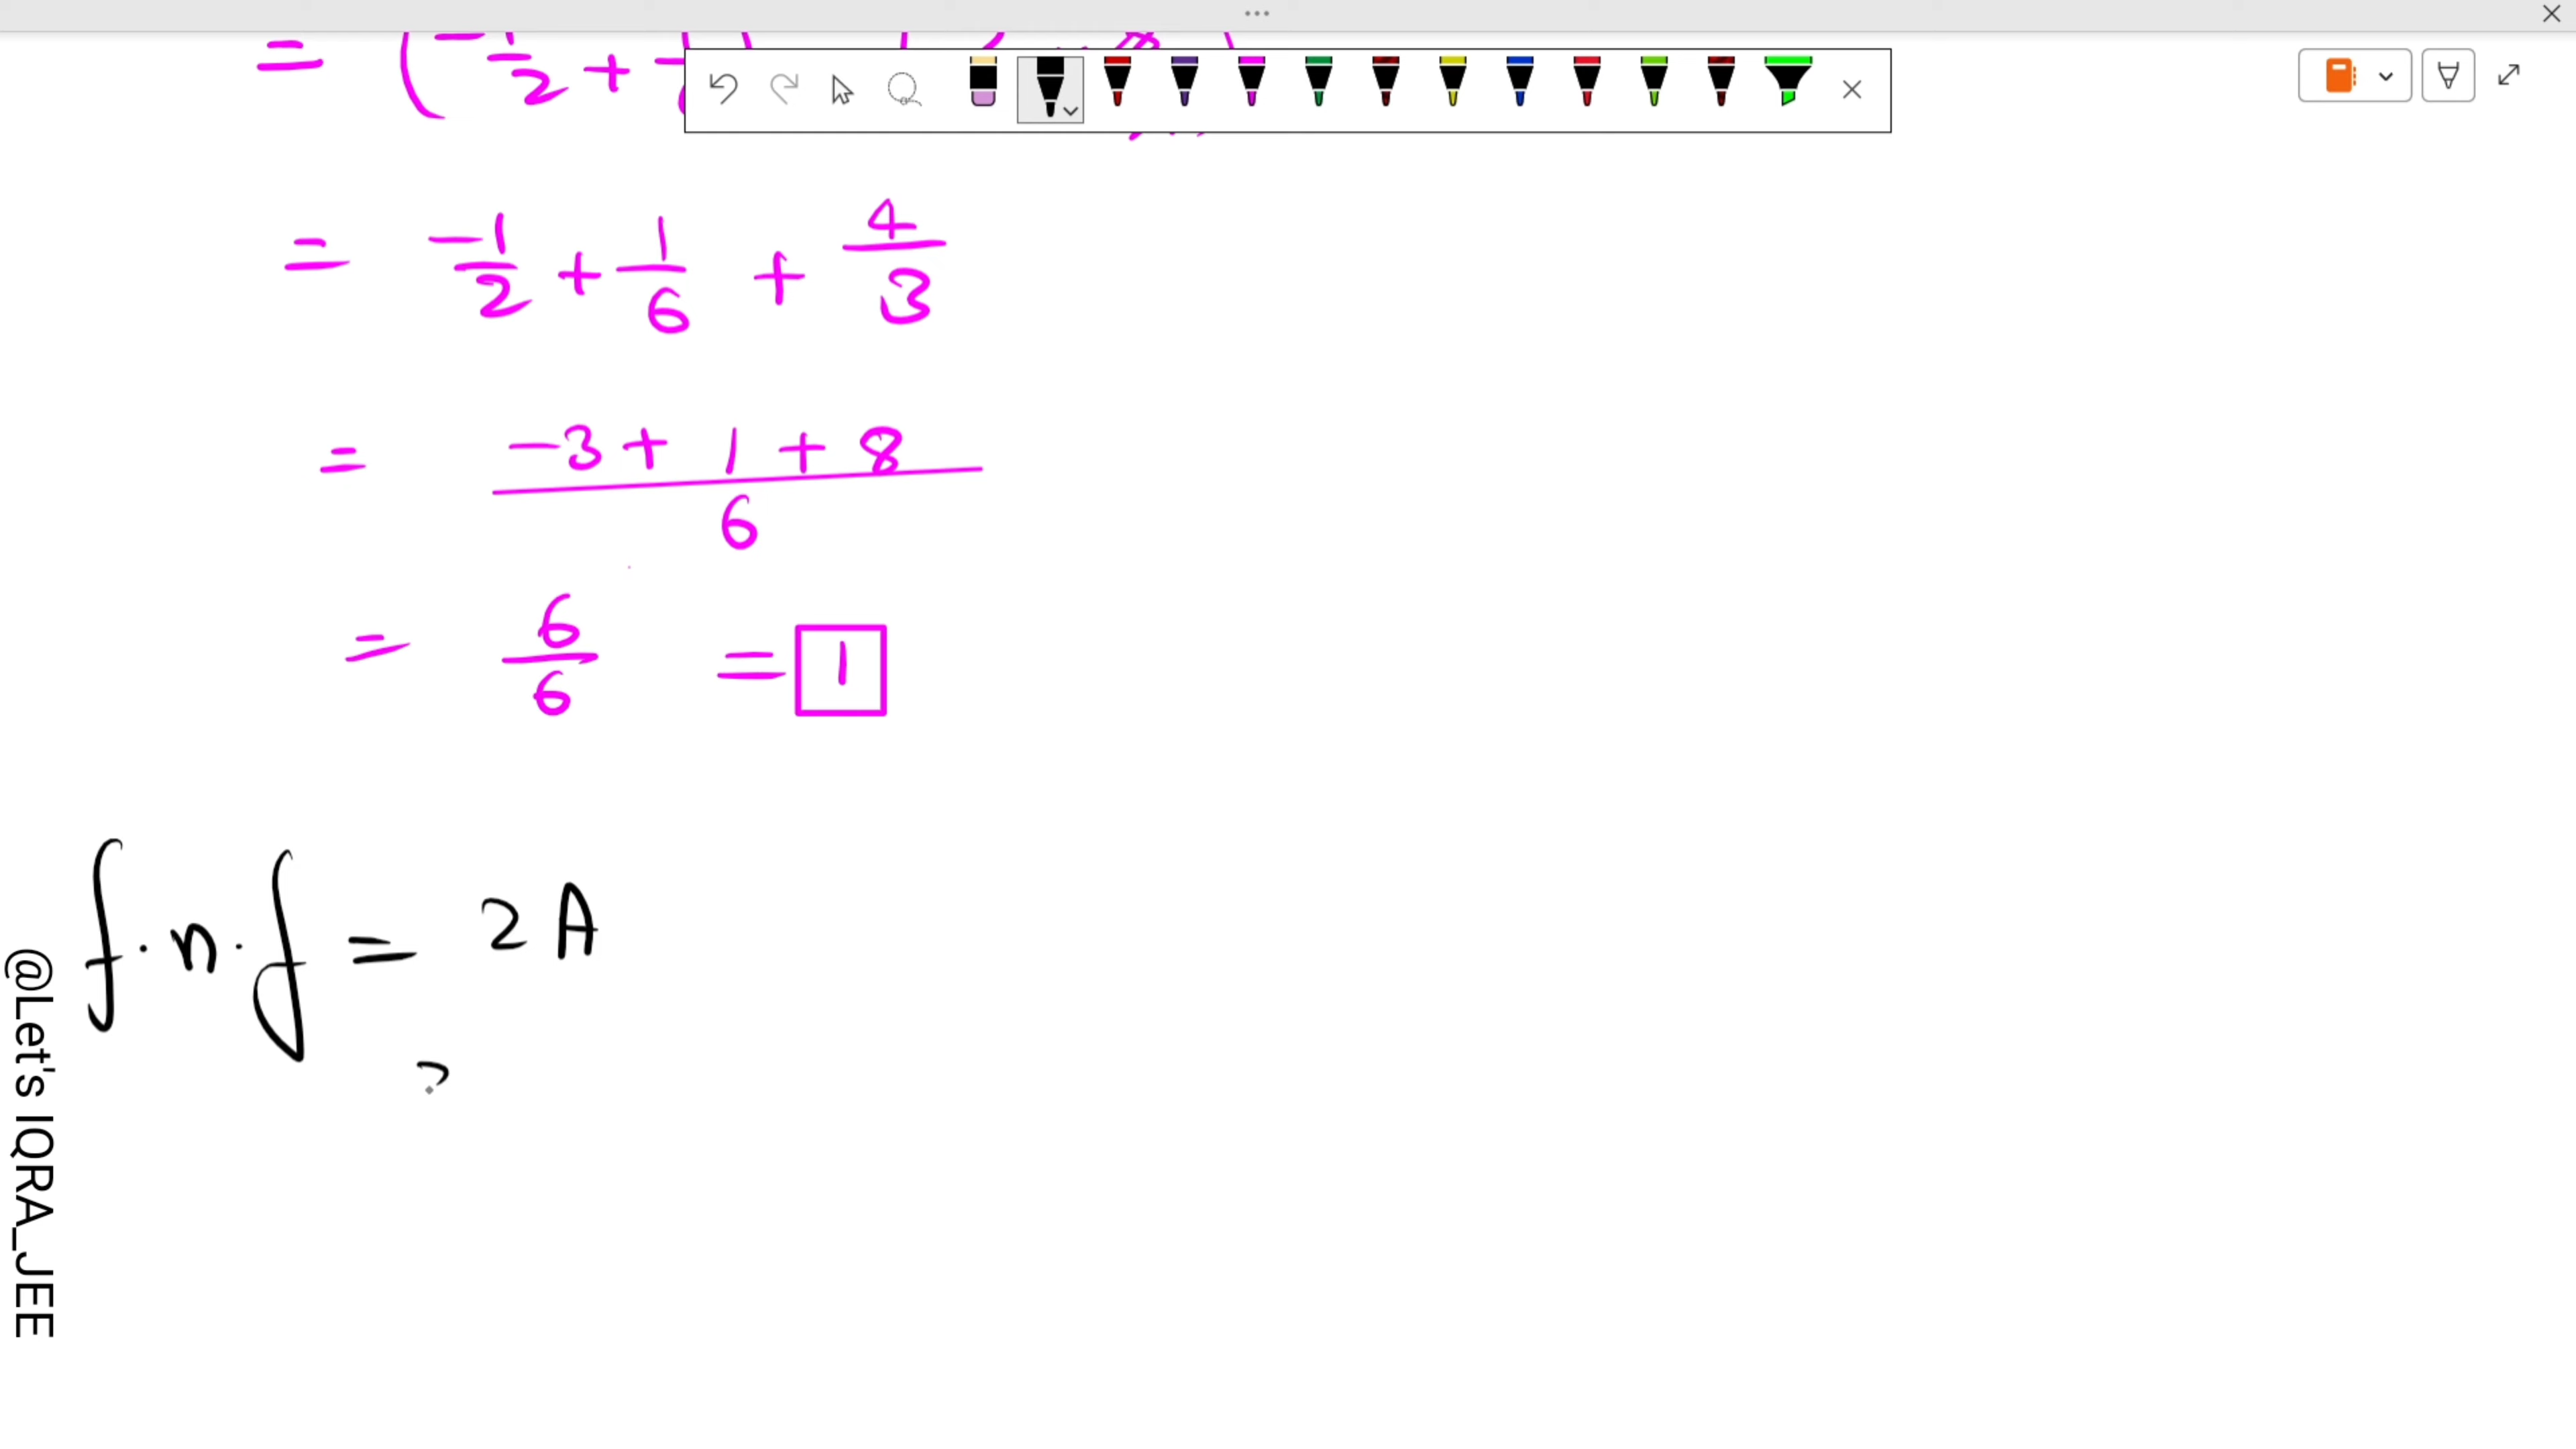 = -1/2 + 1/6 + 4/3
= -3 + 1 + 8 / 6
= 6/6 = 1
f.n.f = 2A
@Let's IQRA_JEE